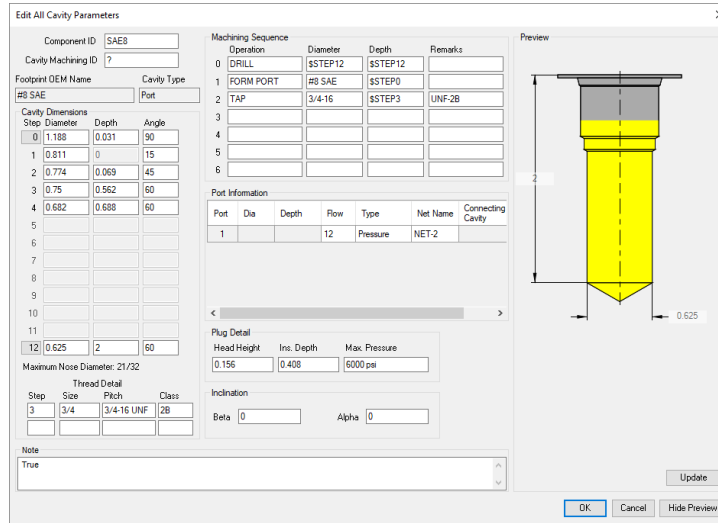 Edit All Cavity Parameters
Component ID SAE8
Cavity Machining ID ?
Footprint OEM Name Cavity Type
#8 SAE Port
Cavity Dimensions
Step Diameter Depth Angle
0 1.188 0.031 90
1 0.811 0 15
2 0.774 0.069 45
3 0.75 0.562 60
4 0.682 0.688 60
5
6
7
8
9
10
11
12 0.625 2 60
Maximum Nose Diameter: 21/32
Thread Detail
Step Size Pitch Class
3 3/4 3/4-16 UNF 2B
Machining Sequence
Operation Diameter Depth Remarks
0 DRILL $STEP12 $STEP12
1 FORM PORT #8 SAE $STEP0
2 TAP 3/4-16 $STEP3 UNF-2B
3
4
5
6
Port Information
Port Dia Depth Flow Type Net Name Connecting Cavity
1 12 Pressure NET-2
Plug Detail
Head Height Ins. Depth Max. Pressure
0.156 0.408 6000 psi
Inclination
Beta 0 Alpha 0
Preview
2
0.625
Note
True
Update
OK Cancel Hide Preview